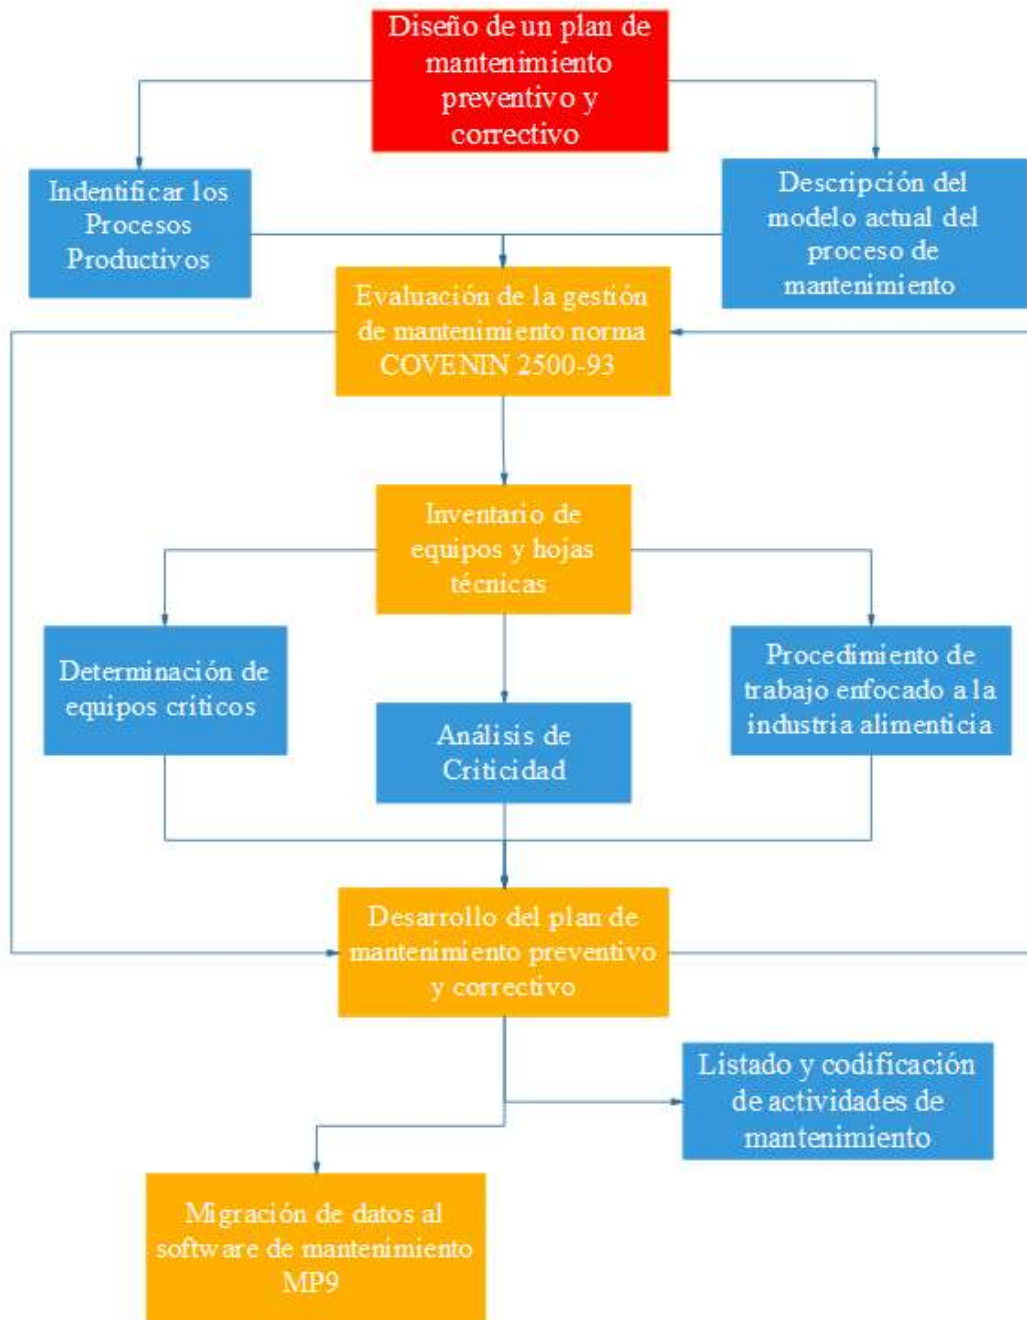 Diseño de un plan de
mantenimiento
preventivo y
correctivo
Indentificar los
Procesos
Productivos
Descripción del
modelo actual del
proceso de
mantenimiento
Evaluación de la gestión
de mantenimiento norma
COVENIN 2500-93
Inventario de
equipos y hojas
técnicas
Determinación de
equipos críticos
Análisis de
Criticidad
Procedimiento de
trabajo enfocado a la
industria alimenticia
Desarrollo del plan de
mantenimiento preventivo
y correctivo
Listado y codificación
de actividades de
mantenimiento
Migración de datos al
software de mantenimiento
MP9